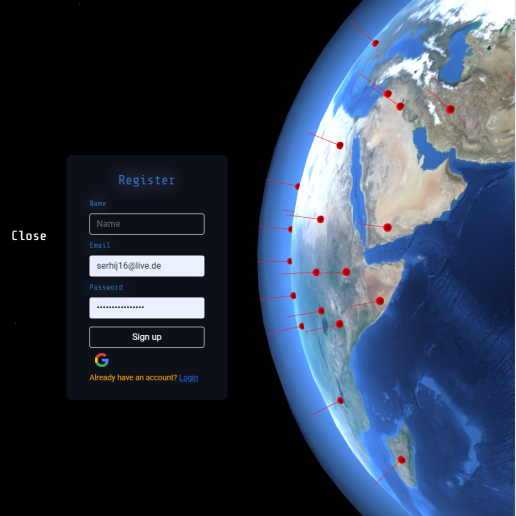 Register
Name
Name
Email
serhij16@live.de
Password
••••••••••••••••
Close
Sign up
Already have an account? Login